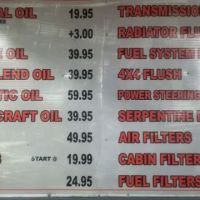 AL OIL 19.95 TRANSMISSION
+3.00 RADIATOR FLU
E OIL 39.95 FUEL SYSTEM
LEND OIL 39.95 4X4 FLUSH
TIC OIL 59.95 POWER STEERING
CRAFT OIL 39.95 SERPENTINE
49.95 AIR FILTERS
START @ 19.99 CABIN FILTER
24.95 FUEL FILTERS